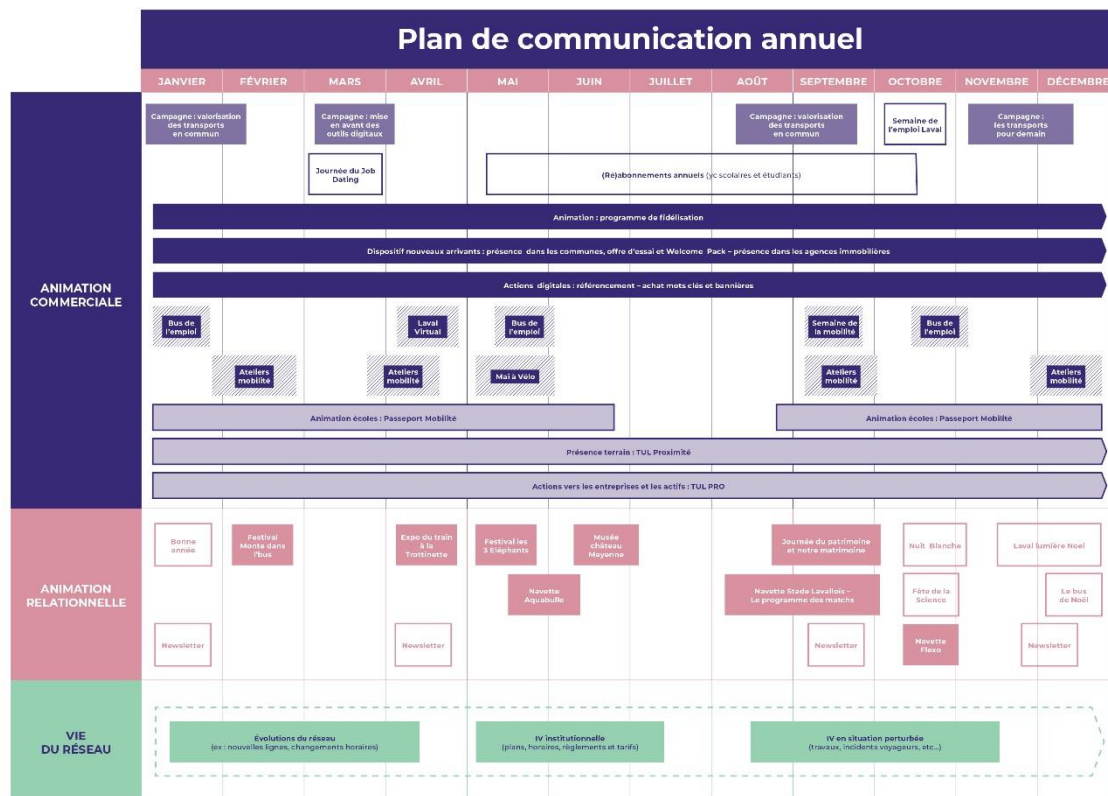 Plan de communication annuel
JANVIER
FÉVRIER
MARS
AVRIL
MAI
JUIN
JUILLET
AOÛT
SEPTEMBRE
OCTOBRE
NOVEMBRE
DÉCEMBRE
ANIMATION
COMMERCIALE
Campagne : valorisation
des transports
en commun
Campagne : mise
en avant des
outils digitaux
Campagne : valorisation
des transports
en commun
Semaine de
l'emploi Laval
Campagne :
les transports
pour demain
Journée du Job
Dating
(Ré)abonnements annuels (yc scolaires et étudiants)
Animation : programme de fidélisation
Dispositif nouveaux arrivants : présence dans les communes, offre d'essai et Welcome Pack – présence dans les agences immobilières
Actions digitales : référencement – achat mots clés et bannières
Bus de
l'emploi
Laval
Virtual
Bus de
l'emploi
Semaine de
la mobilité
Bus de
l'emploi
Ateliers
mobilité
Ateliers
mobilité
Mai à Vélo
Ateliers
mobilité
Ateliers
mobilité
Animation écoles : Passeport Mobilité
Animation écoles : Passeport Mobilité
Présence terrain : TUL Proximité
Actions vers les entreprises et les actifs : TUL PRO
ANIMATION
RELATIONNELLE
Bonne
année
Festival
Monte dans
l'bus
Expo du train
à la
Trottinette
Festival les
3 Eléphants
Musée
château
Mayenne
Journée du patrimoine
et notre matrimoine
Nuit Blanche
Laval lumière Noel
Navette
Aquabulle
Navette Stade Lavallois –
Le programme des matchs
Fête de la
Science
Le bus
de Noël
Newsletter
Newsletter
Newsletter
Navette
Flexo
Newsletter
VIE
DU RÉSEAU
Évolutions du réseau
(ex : nouvelles lignes, changements horaires)
IV institutionnelle
(plans, horaires, règlements et tarifs)
IV en situation perturbée
(travaux, incidents voyageurs, etc...)